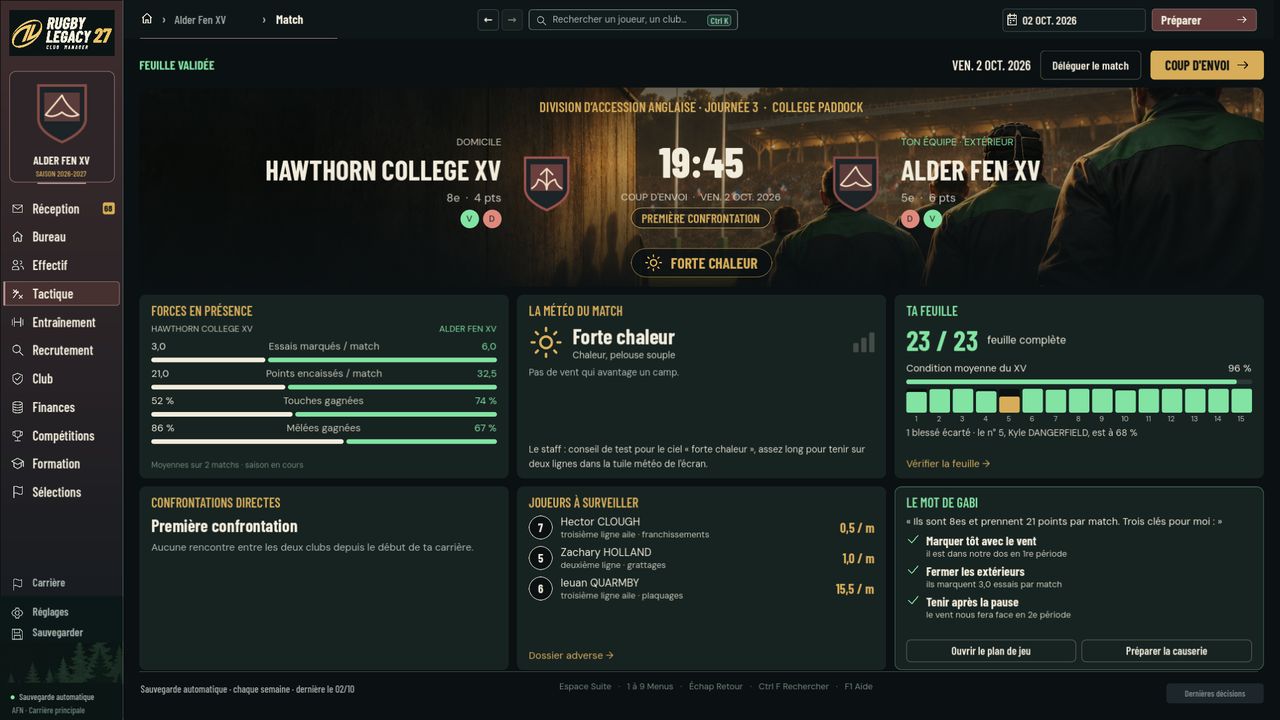 RUGBY
LEGACY 27
CLUB MANAGER
ALDER FEN XV
SAISON 2026-2027
Réception
68
Bureau
Effectif
Tactique
Entraînement
Recrutement
Club
Finances
Compétitions
Formation
Sélections
Carrière
Réglages
Sauvegarder
Sauvegarde automatique
AFN · Carrière principale
› Alder Fen XV › Match
← →
Rechercher un joueur, un club... Ctrl K
02 OCT. 2026
Préparer →
FEUILLE VALIDÉE
VEN. 2 OCT. 2026
Déléguer le match
COUP D'ENVOI →
DIVISION D'ACCESSION ANGLAISE · JOURNÉE 3 · COLLEGE PADDOCK
DOMICILE
HAWTHORN COLLEGE XV
8e · 4 pts
V D
19:45
COUP D'ENVOI · VEN. 2 OCT. 2026
PREMIÈRE CONFRONTATION
FORTE CHALEUR
TON ÉQUIPE · EXTÉRIEUR
ALDER FEN XV
5e · 6 pts
D V
FORCES EN PRÉSENCE
HAWTHORN COLLEGE XV ALDER FEN XV
3,0 Essais marqués / match 6,0
21,0 Points encaissés / match 32,5
52 % Touches gagnées 74 %
86 % Mêlées gagnées 67 %
Moyennes sur 2 matchs · saison en cours
LA MÉTÉO DU MATCH
Forte chaleur
Chaleur, pelouse souple
Pas de vent qui avantage un camp.
Le staff : conseil de test pour le ciel « forte chaleur », assez long pour tenir sur
deux lignes dans la tuile météo de l'écran.
TA FEUILLE
23 / 23 feuille complète
Condition moyenne du XV 96 %
1 2 3 4 5 6 7 8 9 10 11 12 13 14 15
1 blessé écarté · le n° 5, Kyle DANGERFIELD, est à 68 %
Vérifier la feuille →
CONFRONTATIONS DIRECTES
Première confrontation
Aucune rencontre entre les deux clubs depuis le début de ta carrière.
JOUEURS À SURVEILLER
7 Hector CLOUGH 0,5 / m
troisième ligne aile · franchissements
5 Zachary HOLLAND 1,0 / m
deuxième ligne · grattages
6 Ieuan QUARMBY 15,5 / m
troisième ligne aile · plaquages
Dossier adverse →
LE MOT DE GABI
« Ils sont 8es et prennent 21 points par match. Trois clés pour moi : »
Marquer tôt avec le vent
il est dans notre dos en 1re période
Fermer les extérieurs
ils marquent 3,0 essais par match
Tenir après la pause
le vent nous fera face en 2e période
Ouvrir le plan de jeu
Préparer la causerie
Sauvegarde automatique · chaque semaine · dernière le 02/10
Espace Suite · 1 à 9 Menus · Échap Retour · Ctrl F Rechercher · F1 Aide
Dernières décisions